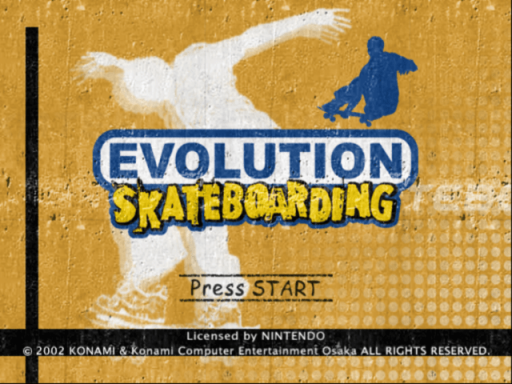 EVOLUTION
SKATEBOARDING
Press START
Licensed by NINTENDO
© 2002 KONAMI & Konami Computer Entertainment Osaka ALL RIGHTS RESERVED.